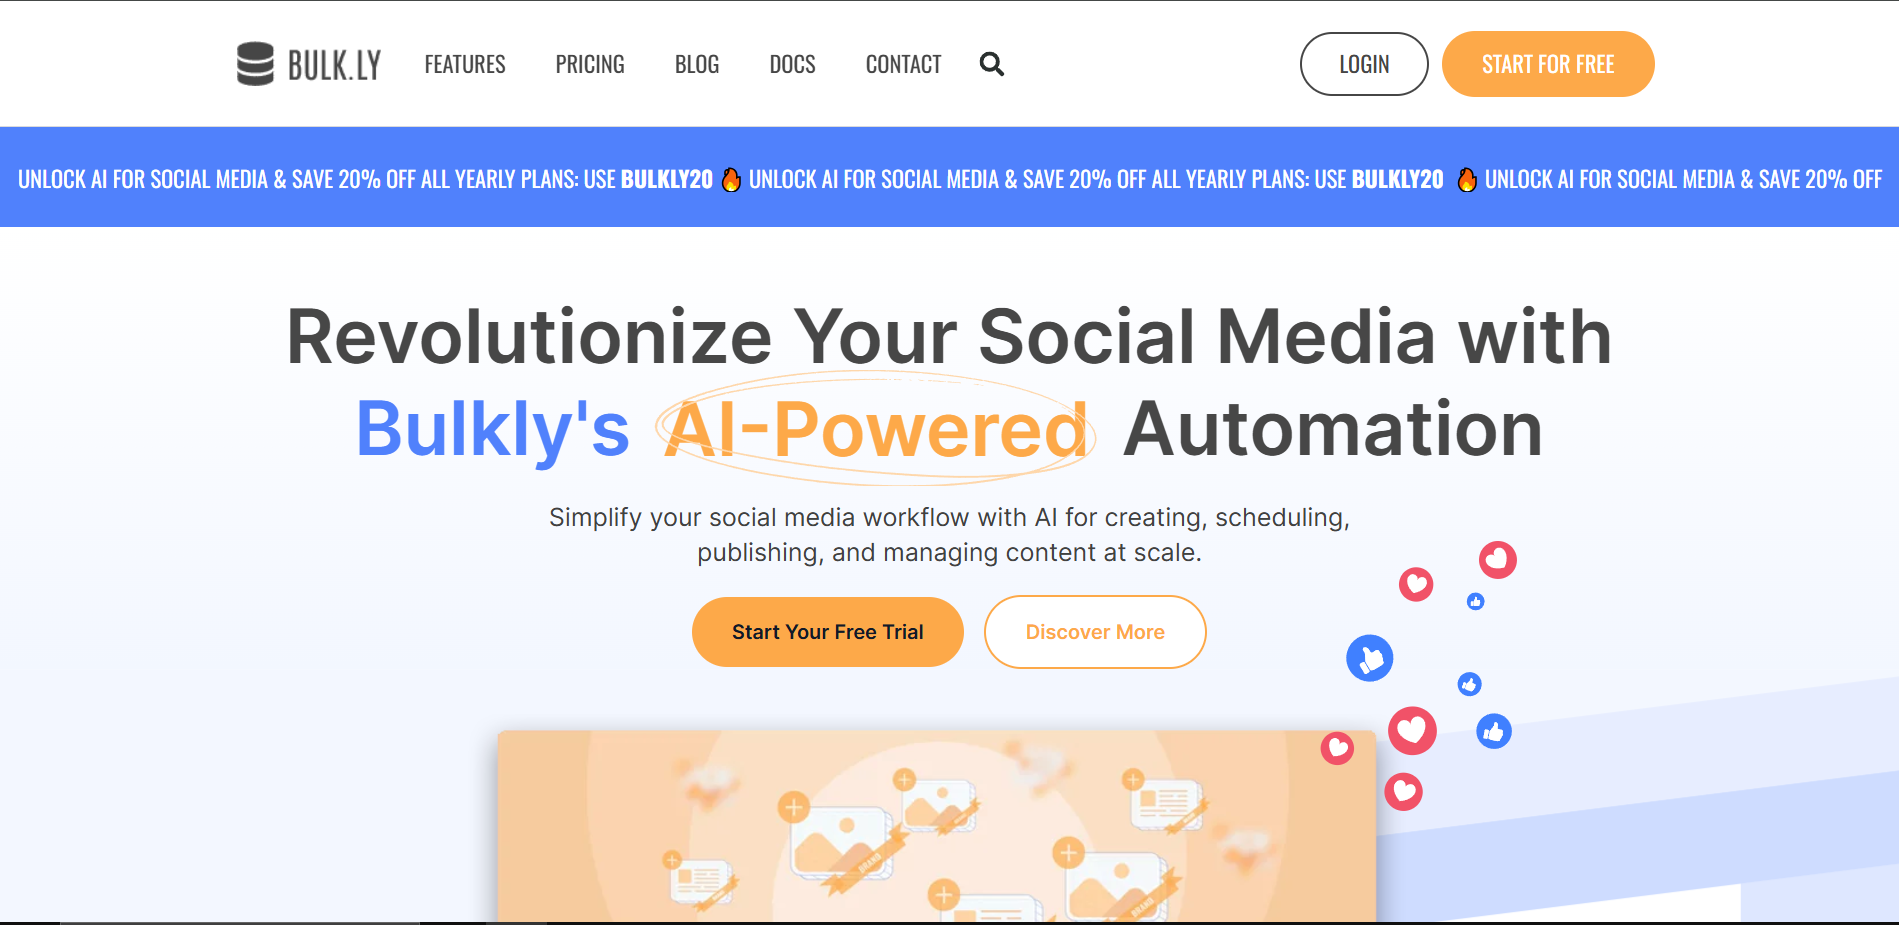 BULK.LY FEATURES PRICING BLOG DOCS CONTACT LOGIN START FOR FREE
UNLOCK AI FOR SOCIAL MEDIA & SAVE 20% OFF ALL YEARLY PLANS: USE BULKLY20 🔥 UNLOCK AI FOR SOCIAL MEDIA & SAVE 20% OFF ALL YEARLY PLANS: USE BULKLY20 🔥 UNLOCK AI FOR SOCIAL MEDIA & SAVE 20% OFF
Revolutionize Your Social Media with
Bulkly's AI-Powered Automation
Simplify your social media workflow with AI for creating, scheduling,
publishing, and managing content at scale.
Start Your Free Trial Discover More
BRAND
BRAND